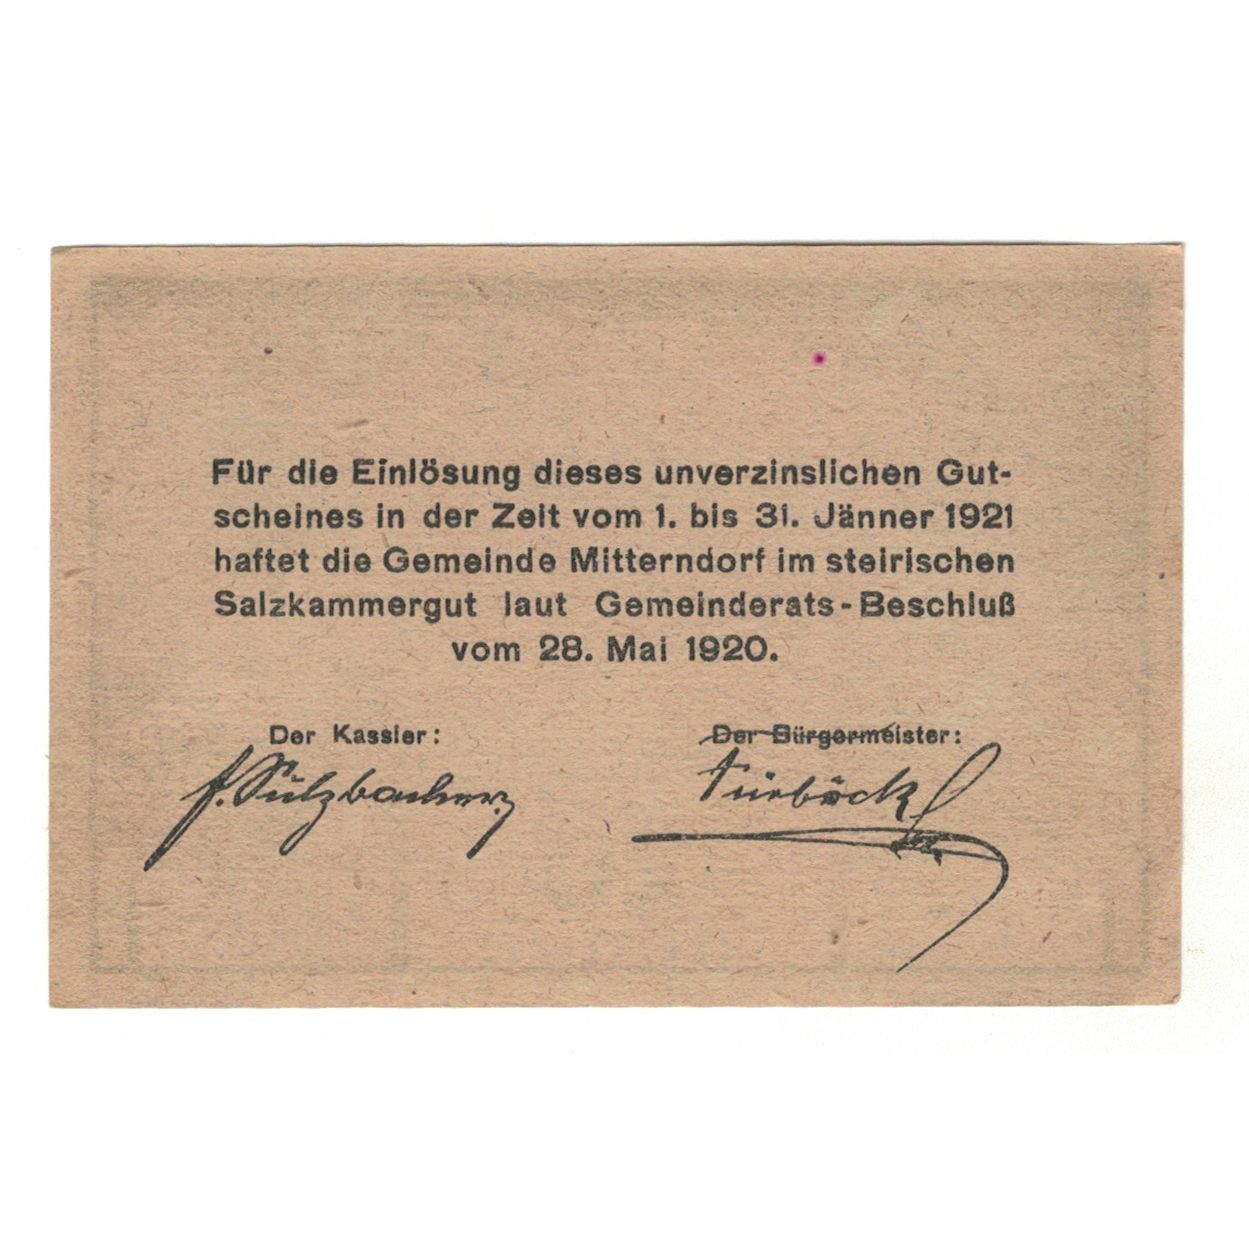 Für die Einlösung dieses unverzinslichen Gut-
scheines in der Zeit vom 1. bis 31. Jänner 1921
haftet die Gemeinde Mitterndorf im steirischen
Salzkammergut laut Gemeinderats-Beschluß
vom 28. Mai 1920.
Der Kassier: Der Bürgermeister:
f. Sulzbacher